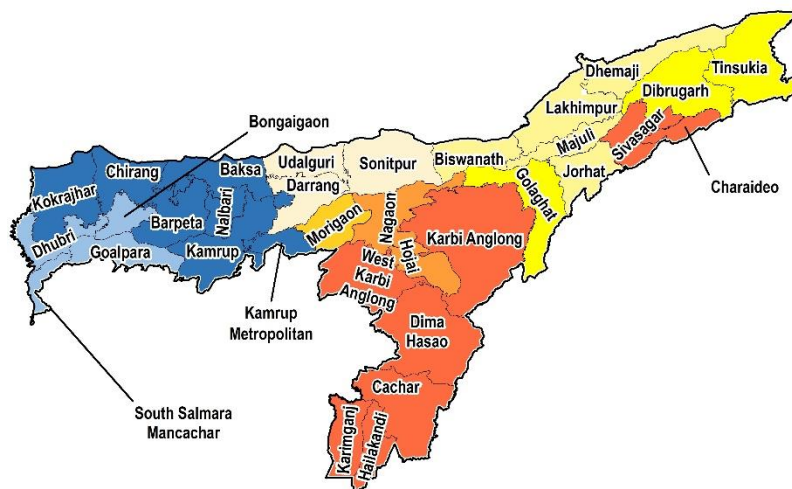 Tinsukia
Dhemaji
Dibrugarh
Lakhimpur
Bongaigaon
Majuli
Sivasagar
Udalguri
Sonitpur
Biswanath
Chirang
Baksa
Jorhat
Golaghat
Charaideo
Kokrajhar
Darrang
Nalbari
Barpeta
Morigaon
Nagaon
Dhubri
Goalpara
Kamrup
Hojai
Karbi Anglong
West
Karbi
Anglong
Kamrup
Metropolitan
Dima
Hasao
Cachar
South Salmara
Mancachar
Karimganj
Hailakandi